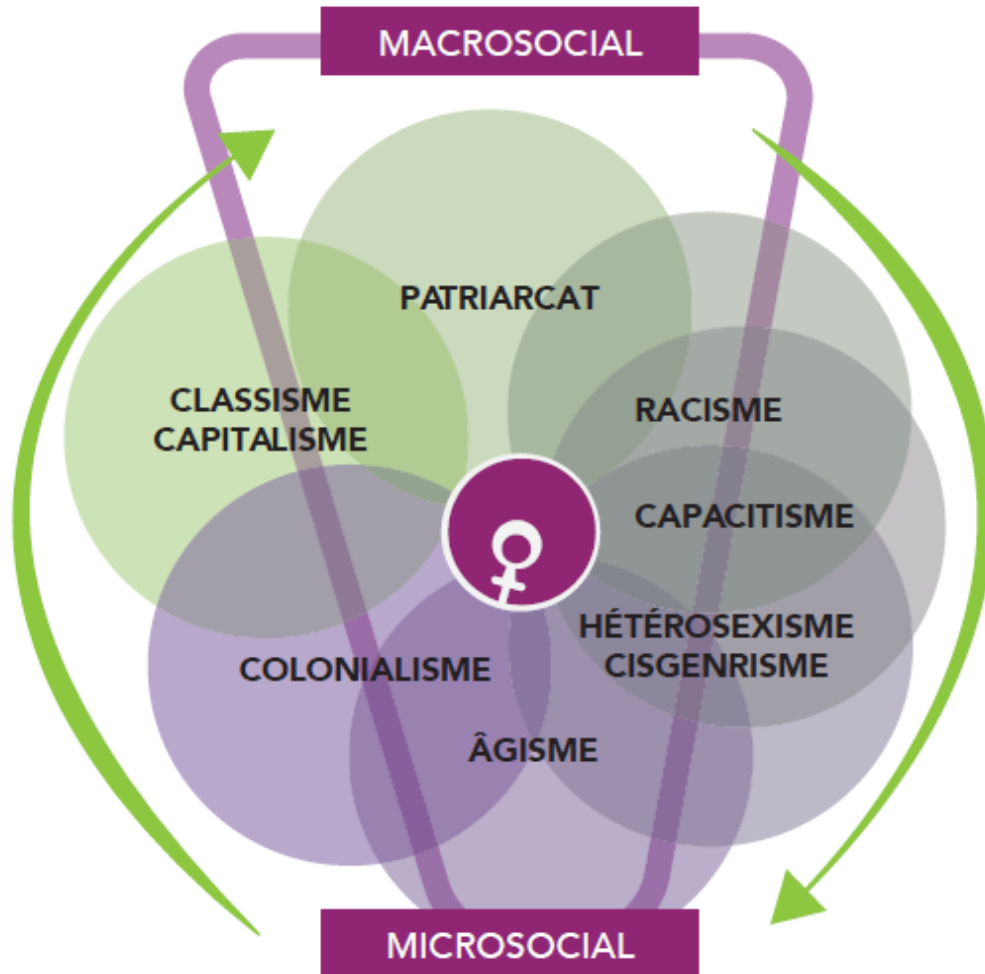 MACROSOCIAL
PATRIARCAT
CLASSISME
CAPITALISME
RACISME
CAPACITISME
HÉTÉROSEXISME
CISGENRISME
COLONIALISME
ÂGISME
MICROSOCIAL